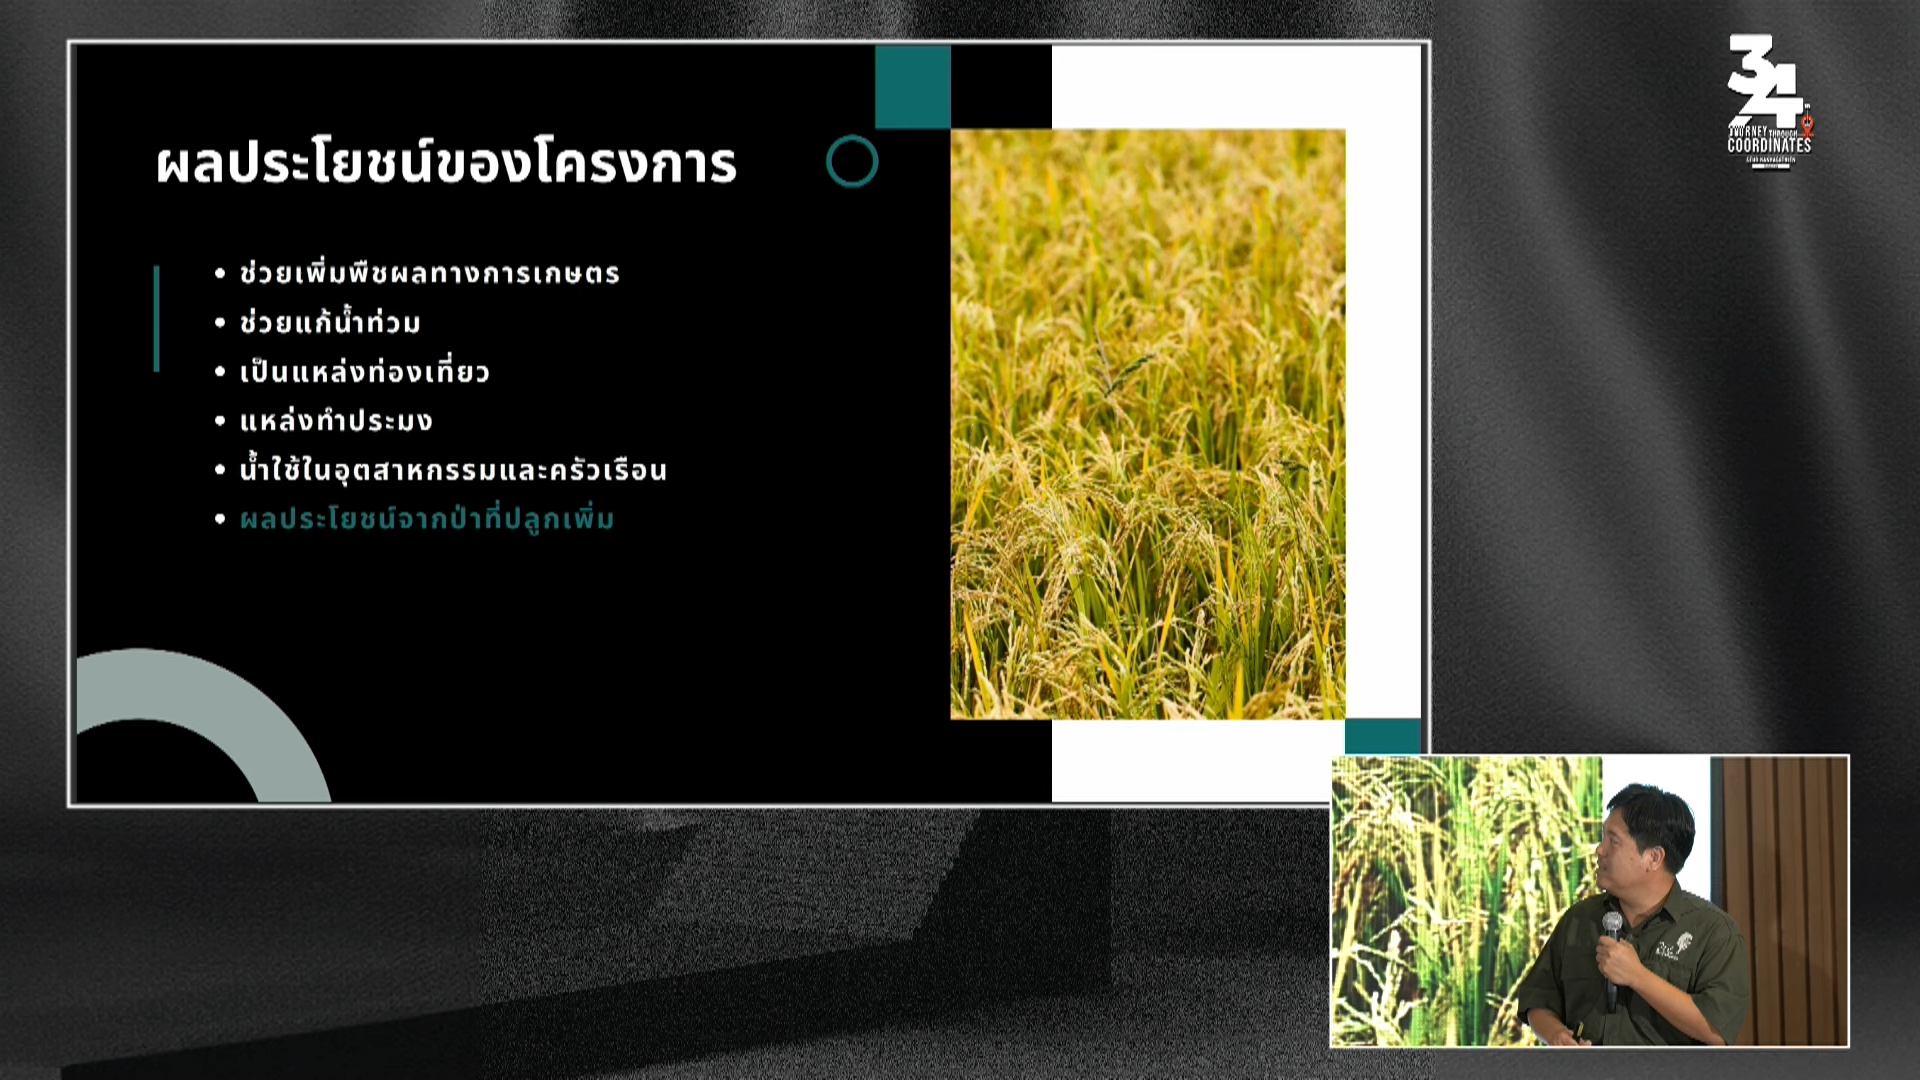 ผลประโยชน์ของโครงการ
ช่วยเพิ่มพืชผลทางการเกษตร
ช่วยแก้น้ำท่วม
เป็นแหล่งท่องเที่ยว
แหล่งทำประมง
น้ำใช้ในอุตสาหกรรมและครัวเรือน
ผลประโยชน์จากป่าที่ปลูกเพิ่ม
34
JOURNEY THROUGH
COORDINATES